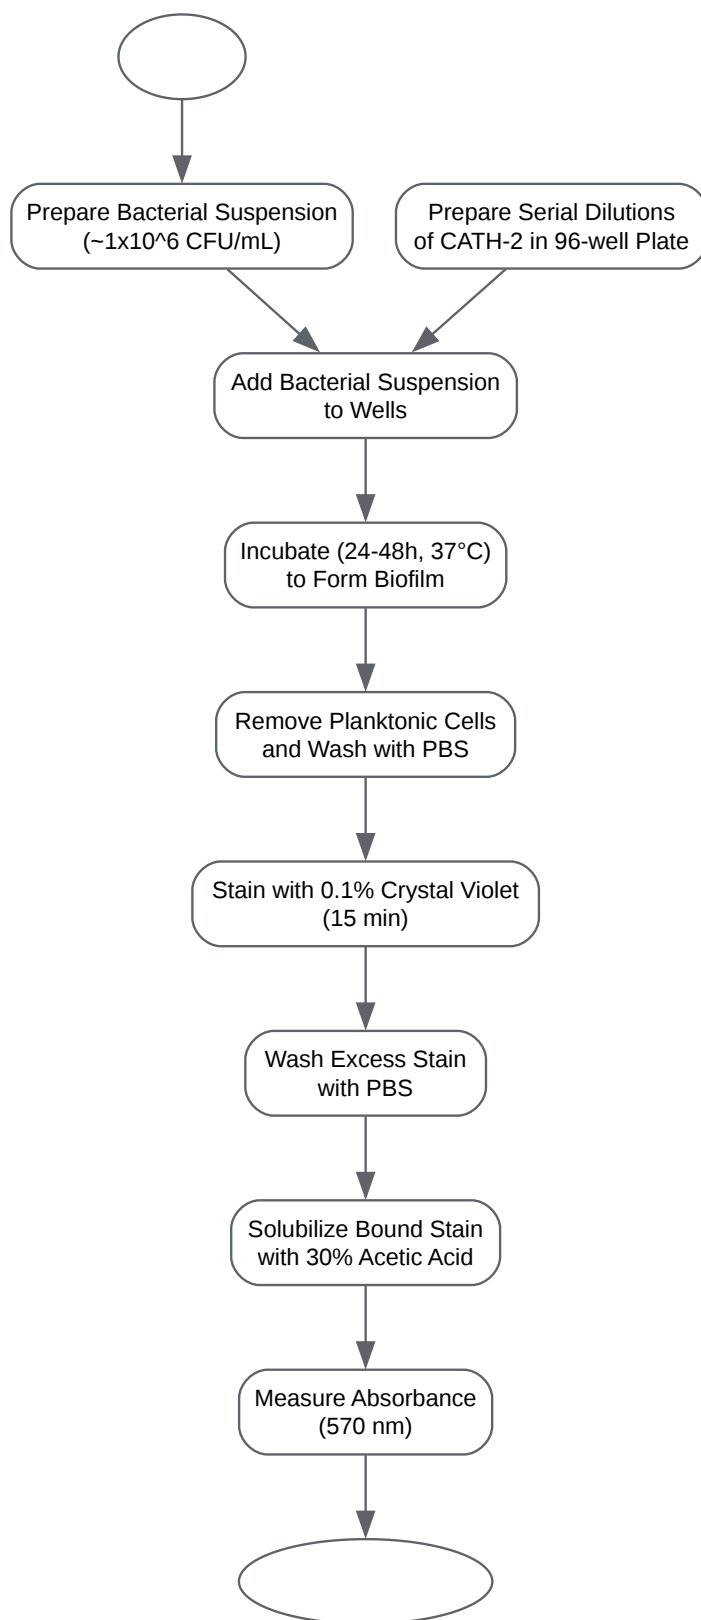 Prepare Bacterial Suspension
(~1x10^6 CFU/mL)
Prepare Serial Dilutions
of CATH-2 in 96-well Plate
Add Bacterial Suspension
to Wells
Incubate (24-48h, 37°C)
to Form Biofilm
Remove Planktonic Cells
and Wash with PBS
Stain with 0.1% Crystal Violet
(15 min)
Wash Excess Stain
with PBS
Solubilize Bound Stain
with 30% Acetic Acid
Measure Absorbance
(570 nm)